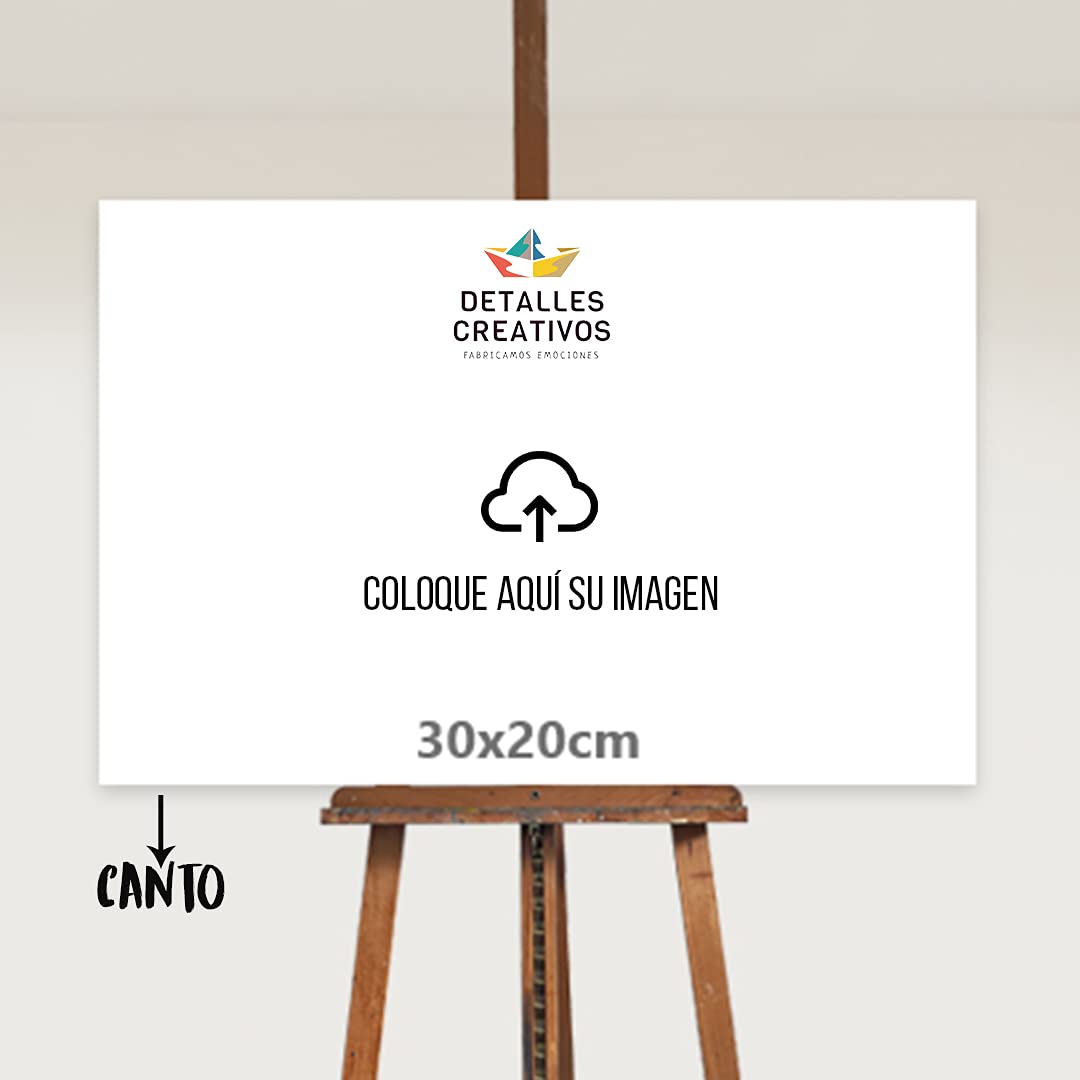 DETALLES
CREATIVOS
FABRICAMOS EMOCIONES
COLOQUE AQUÍ SU IMAGEN
30x20cm
CANTO